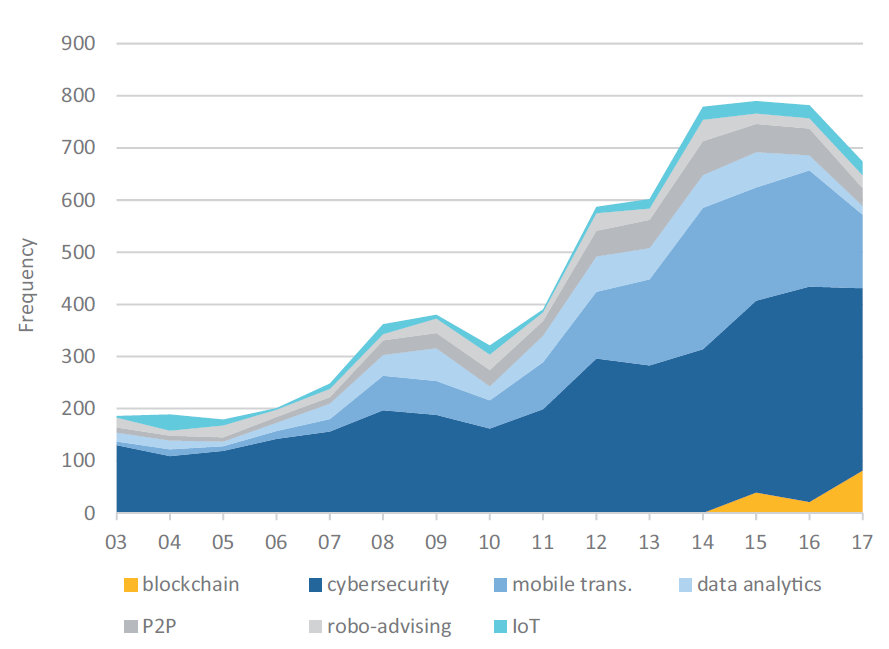 900
800
700
600
500
400
300
200
100
0
Frequency
03 04 05 06 07 08 09 10 11 12 13 14 15 16 17
blockchain cybersecurity mobile trans. data analytics
P2P robo-advising IoT